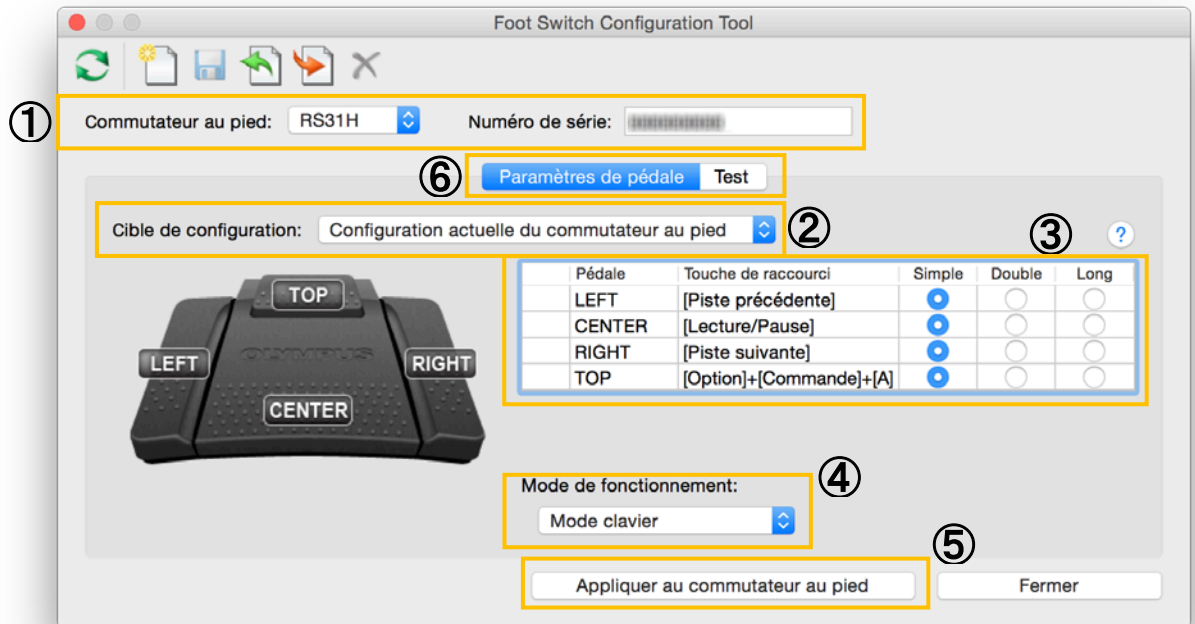 Foot Switch Configuration Tool
①
Commutateur au pied: RS31H Numéro de série:
⑥
Paramètres de pédale Test
Cible de configuration: Configuration actuelle du commutateur au pied
②
③
?
Pédale Touche de raccourci Simple Double Long
LEFT [Piste précédente]
CENTER [Lecture/Pause]
RIGHT [Piste suivante]
TOP [Option]+[Commande]+[A]
TOP
OLYMPUS
LEFT
RIGHT
CENTER
Mode de fonctionnement:
④
Mode clavier
⑤
Appliquer au commutateur au pied Fermer